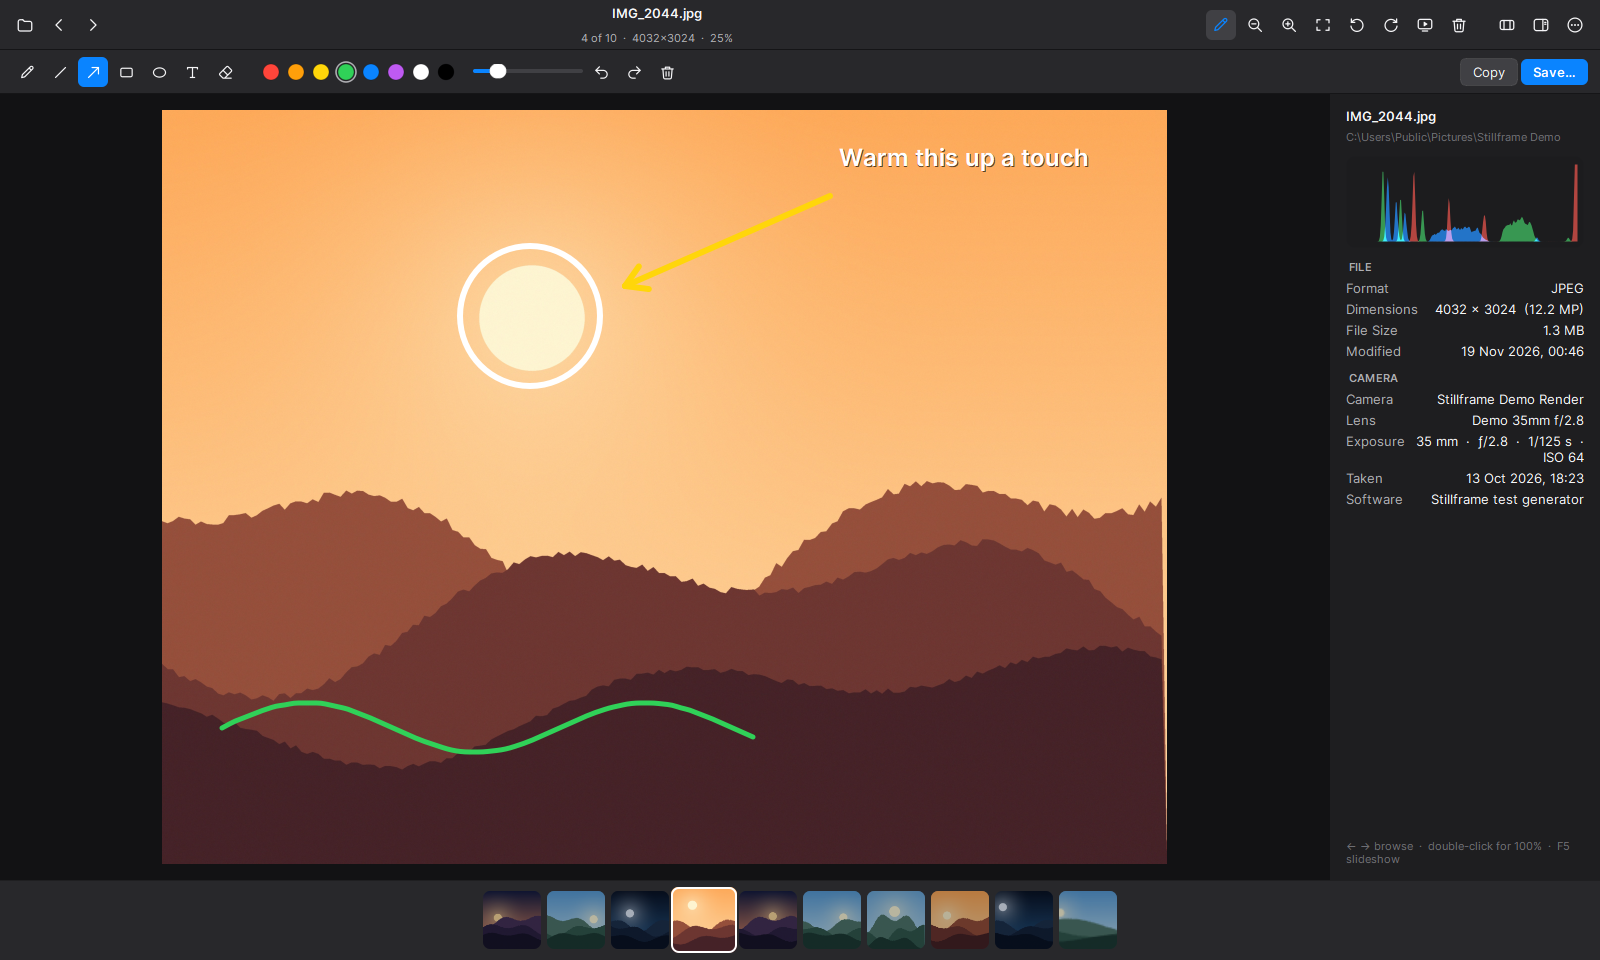 IMG_2044.jpg
4 of 10 · 4032×3024 · 25%
Copy
Save...
Warm this up a touch
IMG_2044.jpg
C:\Users\Public\Pictures\Stillframe Demo
FILE
Format JPEG
Dimensions 4032 × 3024 (12.2 MP)
File Size 1.3 MB
Modified 19 Nov 2026, 00:46
CAMERA
Camera Stillframe Demo Render
Lens Demo 35mm f/2.8
Exposure 35 mm · ƒ/2.8 · 1/125 s ·
ISO 64
Taken 13 Oct 2026, 18:23
Software Stillframe test generator
← → browse · double-click for 100% · F5
slideshow